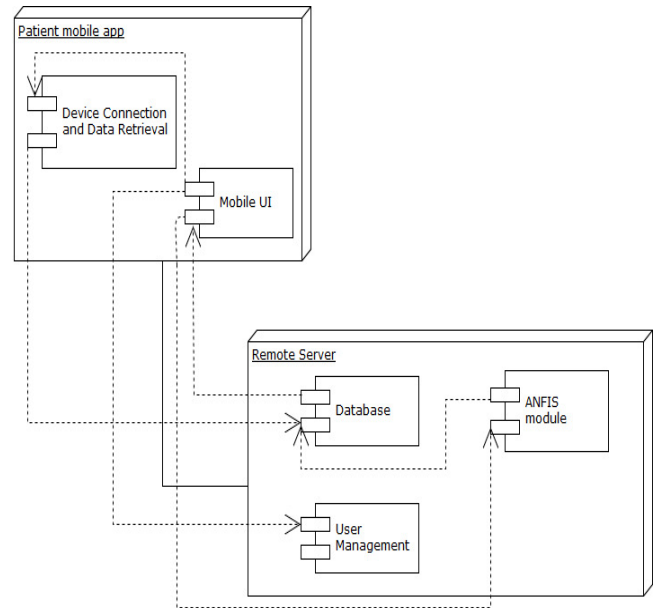 Patient mobile app
Device Connection
and Data Retrieval
Mobile UI
Remote Server
Database
ANFIS
module
User
Management